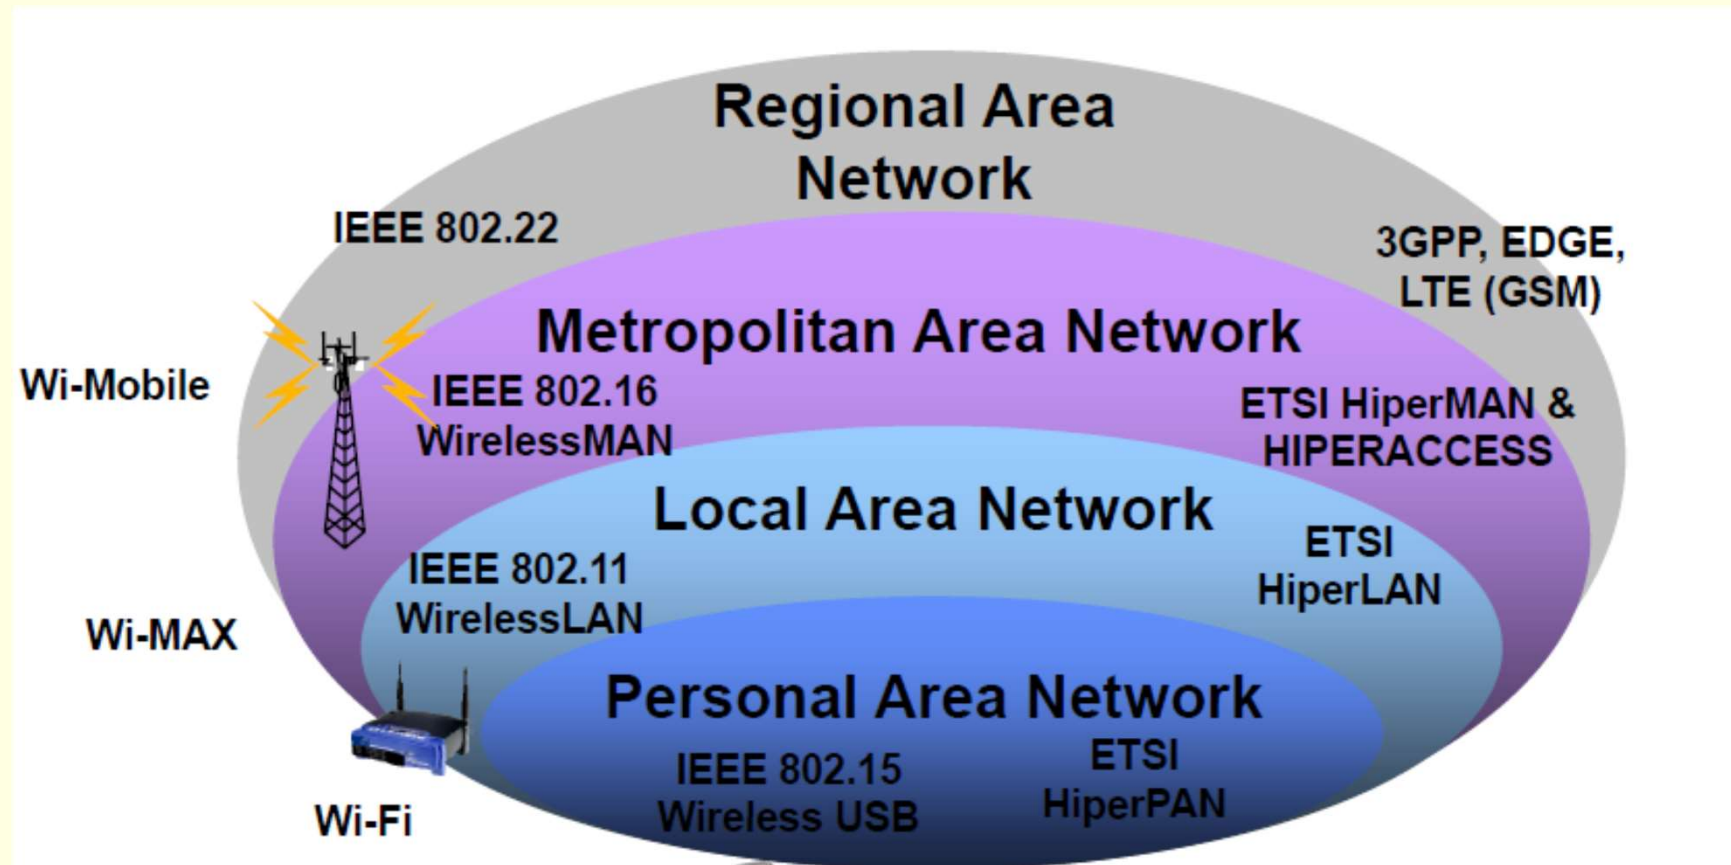 Regional Area
Network
IEEE 802.22
3GPP, EDGE,
LTE (GSM)
Metropolitan Area Network
Wi-Mobile
IEEE 802.16
WirelessMAN
ETSI HiperMAN &
HIPERACCESS
Local Area Network
IEEE 802.11
WirelessLAN
ETSI
HiperLAN
Wi-MAX
Personal Area Network
IEEE 802.15
Wireless USB
ETSI
HiperPAN
Wi-Fi